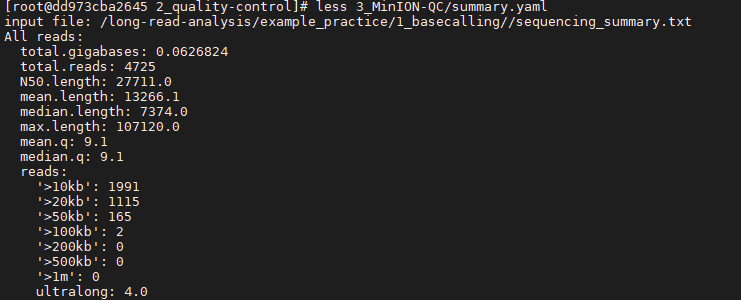 [root@dd973cba2645 2_quality-control]# less 3_MinION-QC/summary.yaml
input file: /long-read-analysis/example_practice/1_basecalling//sequencing_summary.txt
All reads:
  total.gigabases: 0.0626824
  total.reads: 4725
  N50.length: 27711.0
  mean.length: 13266.1
  median.length: 7374.0
  max.length: 107120.0
  mean.q: 9.1
  median.q: 9.1
  reads:
    '>10kb': 1991
    '>20kb': 1115
    '>50kb': 165
    '>100kb': 2
    '>200kb': 0
    '>500kb': 0
    '>1m': 0
    ultralong: 4.0